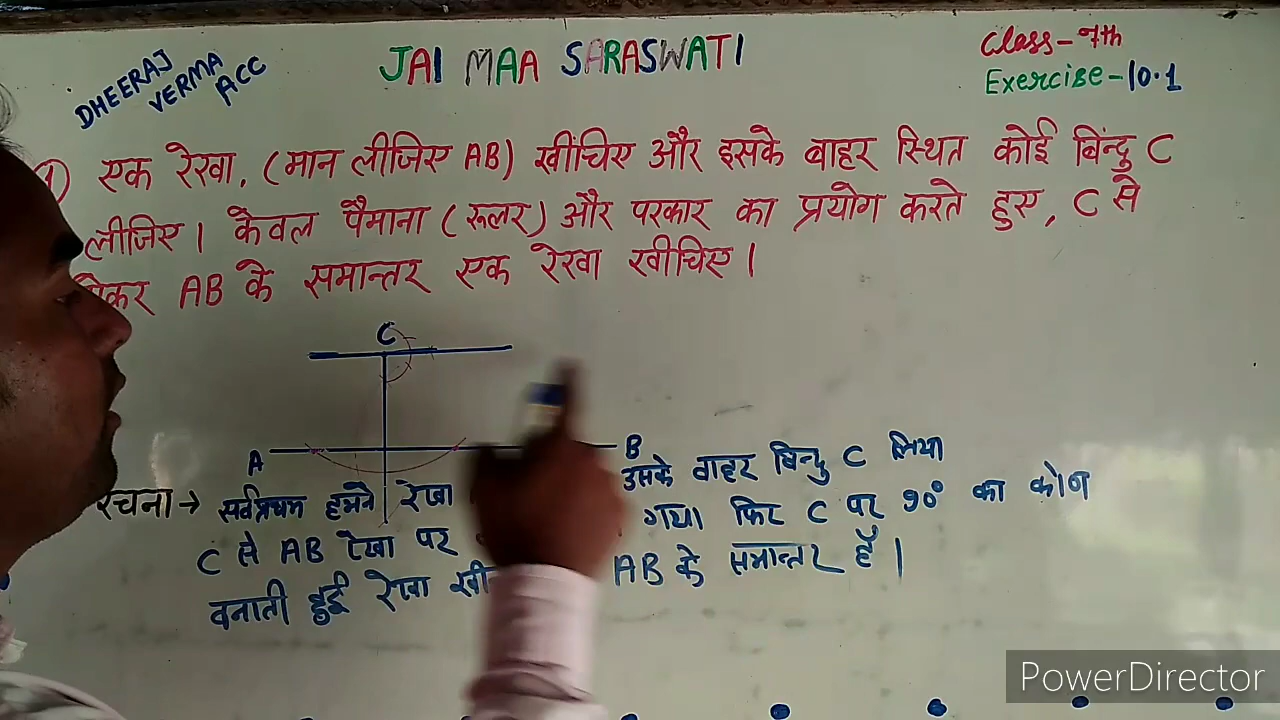 DHEERAJ
VERMA
ACC
JAI MAA SARASWATI
Class - 7th
Exercise - 10.1
① एक रेखा, (मान लीजिए AB) खींचिए और इसके बाहर स्थित कोई बिंन्दु C
लीजिए। केवल पैमाना (रूलर) और परकार का प्रयोग करते हुए, C से
AB के समान्तर एक रेखा खीचिए।
C
A
B
रचना → सर्वप्रथम हमने रेखा उसके बाहर बिन्दु C लिया
C से AB रेखा पर गया फिर C पर 90° का कोण
बनाती हुई रेखा AB के समान्तर है।
PowerDirector